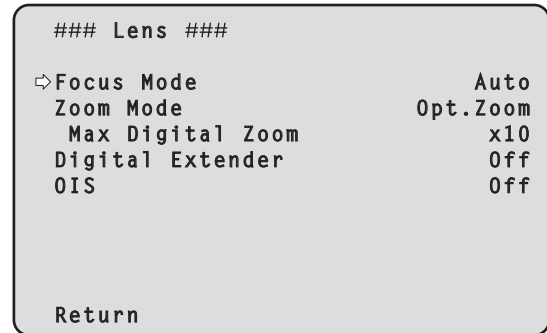 ### Lens ###
⇨Focus Mode Auto
Zoom Mode Opt.Zoom
Max Digital Zoom x10
Digital Extender Off
OIS Off
Return